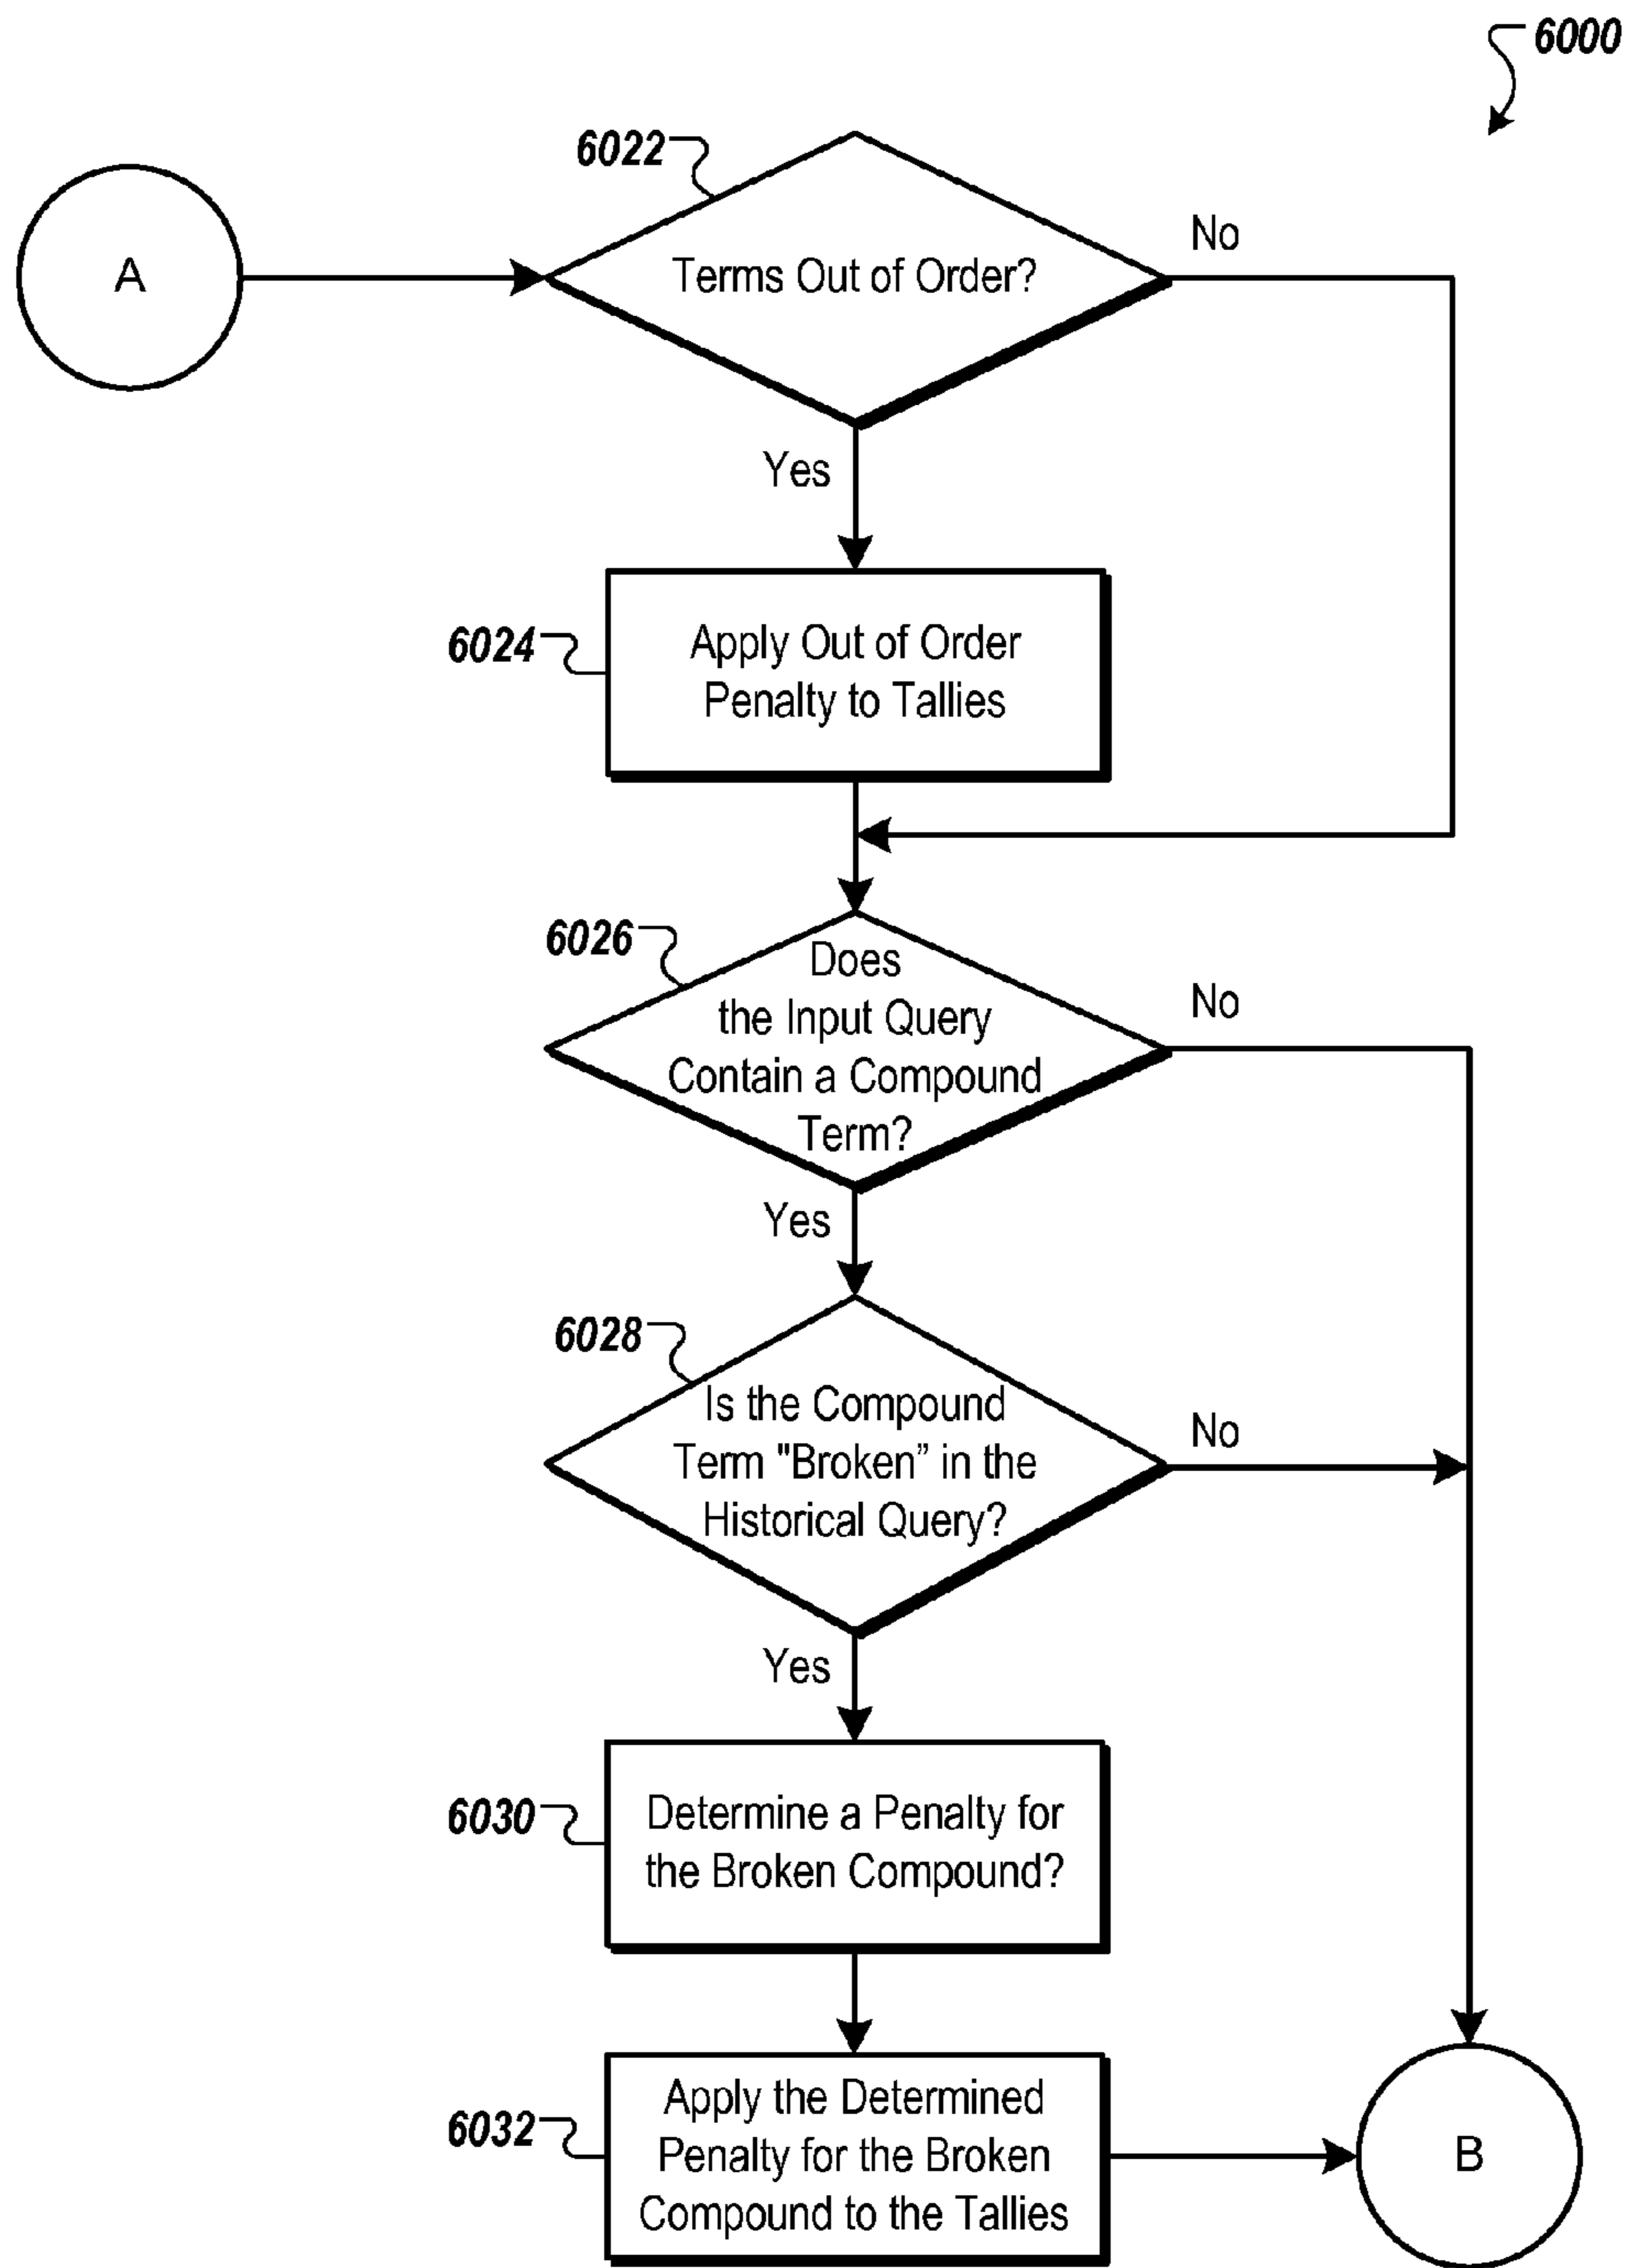 6000
6022
No
A
Terms Out of Order?
Yes
6024
Apply Out of Order
Penalty to Tallies
6026
Does
the Input Query
Contain a Compound
Term?
No
Yes
6028
Is the Compound
Term "Broken” in the
Historical Query?
No
Yes
6030
Determine a Penalty for
the Broken Compound?
6032
Apply the Determined
Penalty for the Broken
Compound to the Tallies
B